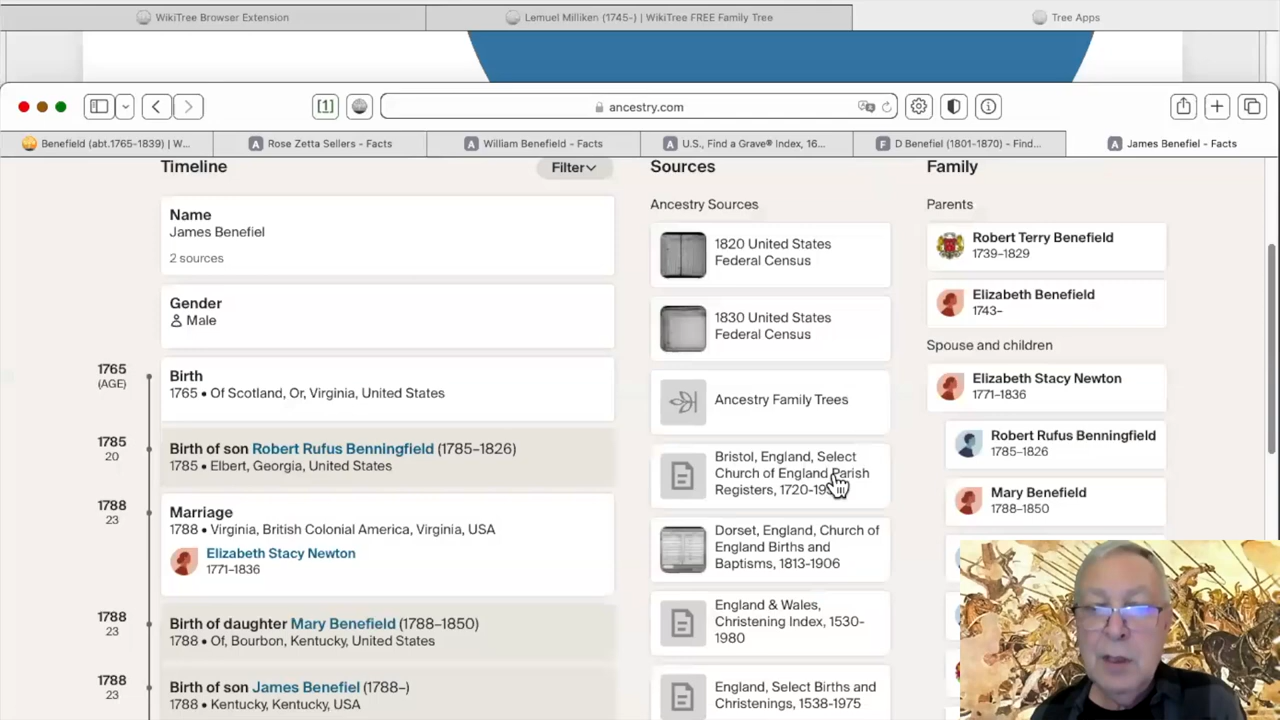 WikiTree Browser Extension
Lemuel Milliken (1745-) | WikiTree FREE Family Tree
Tree Apps
[1]
ancestry.com
Benefield (abt.1765-1839) | W...
Rose Zetta Sellers - Facts
William Benefield - Facts
U.S., Find a Grave® Index, 16...
D Benefiel (1801-1870) - Find...
James Benefiel - Facts
Timeline
Filter
Name
James Benefiel
2 sources
Gender
Male
1765
(AGE)
Birth
1765 • Of Scotland, Or, Virginia, United States
1785
20
Birth of son Robert Rufus Benningfield (1785-1826)
1785 • Elbert, Georgia, United States
1788
23
Marriage
1788 • Virginia, British Colonial America, Virginia, USA
Elizabeth Stacy Newton
1771-1836
1788
23
Birth of daughter Mary Benefield (1788-1850)
1788 • Of, Bourbon, Kentucky, United States
1788
23
Birth of son James Benefiel (1788-)
1788 • Kentucky, Kentucky, USA
Sources
Ancestry Sources
1820 United States
Federal Census
1830 United States
Federal Census
Ancestry Family Trees
Bristol, England, Select
Church of England Parish
Registers, 1720-
Dorset, England, Church of
England Births and
Baptisms, 1813-1906
England & Wales,
Christening Index, 1530-
1980
England, Select Births and
Christenings, 1538-1975
Family
Parents
Robert Terry Benefield
1739-1829
Elizabeth Benefield
1743-
Spouse and children
Elizabeth Stacy Newton
1771-1836
Robert Rufus Benningfield
1785-1826
Mary Benefield
1788-1850